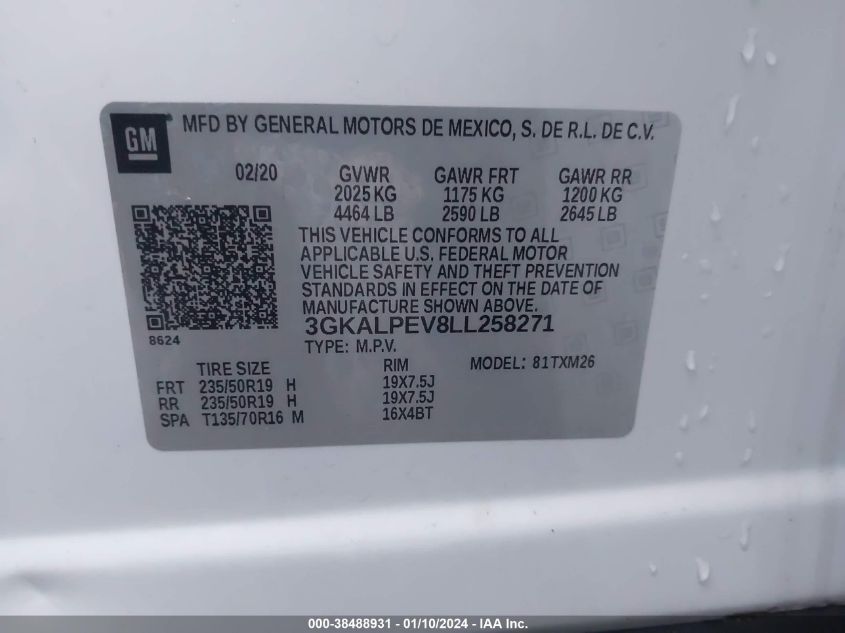 GM
MFD BY GENERAL MOTORS DE MEXICO, S. DE R.L. DE C.V.
02/20 GVWR GAWR FRT GAWR RR
2025 KG 1175 KG 1200 KG
4464 LB 2590 LB 2645 LB
THIS VEHICLE CONFORMS TO ALL
APPLICABLE U.S. FEDERAL MOTOR
VEHICLE SAFETY AND THEFT PREVENTION
STANDARDS IN EFFECT ON THE DATE OF
MANUFACTURE SHOWN ABOVE.
3GKALPEV8LL258271
8624
TYPE: M.P.V. MODEL: 81TXM26
TIRE SIZE RIM
FRT 235/50R19 H 19X7.5J
RR 235/50R19 H 19X7.5J
SPA T135/70R16 M 16X4BT
000-38488931 - 01/10/2024 - IAA Inc.